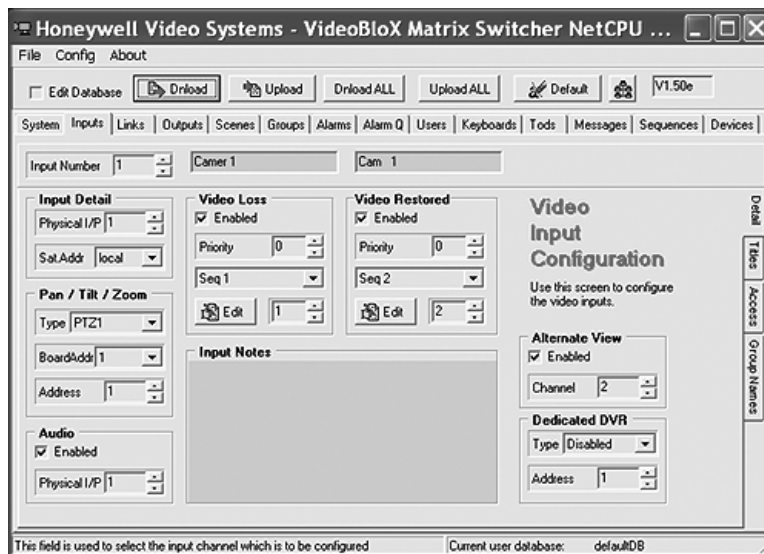 Honeywell Video Systems - VideoBloX Matrix Switcher NetCPU ...
File Config About
Edit Database Dnload Upload Dnload ALL Upload ALL Default V1.50e
System Inputs Links Outputs Scenes Groups Alarms Alarm Q Users Keyboards Tods Messages Sequences Devices
Input Number 1 Camer 1 Cam 1
Input Detail
Physical I/P 1
Sat.Addr local
Pan / Tilt / Zoom
Type PTZ1
BoardAddr 1
Address 1
Audio
Enabled
Physical I/P 1
Video Loss
Enabled
Priority 0
Seq 1
Edit 1
Video Restored
Enabled
Priority 0
Seq 2
Edit 2
Input Notes
Video
Input
Configuration
Use this screen to configure
the video inputs.
Alternate View
Enabled
Channel 2
Dedicated DVR
Type Disabled
Address 1
Detail
Titles
Access
Group Names
This field is used to select the input channel which is to be configured
Current user database: defaultDB